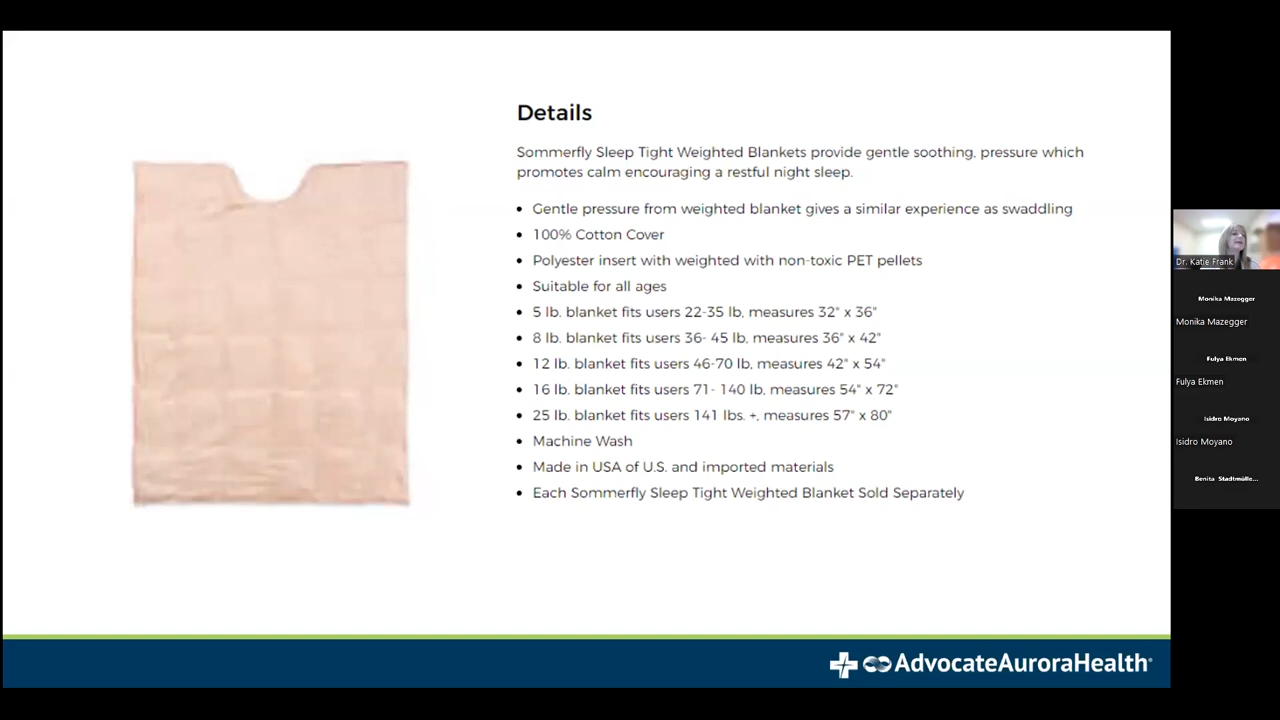 Details
Sommerfly Sleep Tight Weighted Blankets provide gentle soothing, pressure which
promotes calm encouraging a restful night sleep.
• Gentle pressure from weighted blanket gives a similar experience as swaddling
• 100% Cotton Cover
• Polyester insert with weighted with non-toxic PET pellets
• Suitable for all ages
• 5 lb. blanket fits users 22-35 lb, measures 32" x 36"
• 8 lb. blanket fits users 36- 45 lb, measures 36" x 42"
• 12 lb. blanket fits users 46-70 lb, measures 42" x 54"
• 16 lb. blanket fits users 71- 140 lb, measures 54" x 72"
• 25 lb. blanket fits users 141 lbs. +, measures 57" x 80"
• Machine Wash
• Made in USA of U.S. and imported materials
• Each Sommerfly Sleep Tight Weighted Blanket Sold Separately
AdvocateAuroraHealth®
Dr. Katie Frank
Monika Mazegger
Monika Mazegger
Fulya Ekmen
Fulya Ekmen
Isidro Moyano
Isidro Moyano
Benita Stadtmülle...